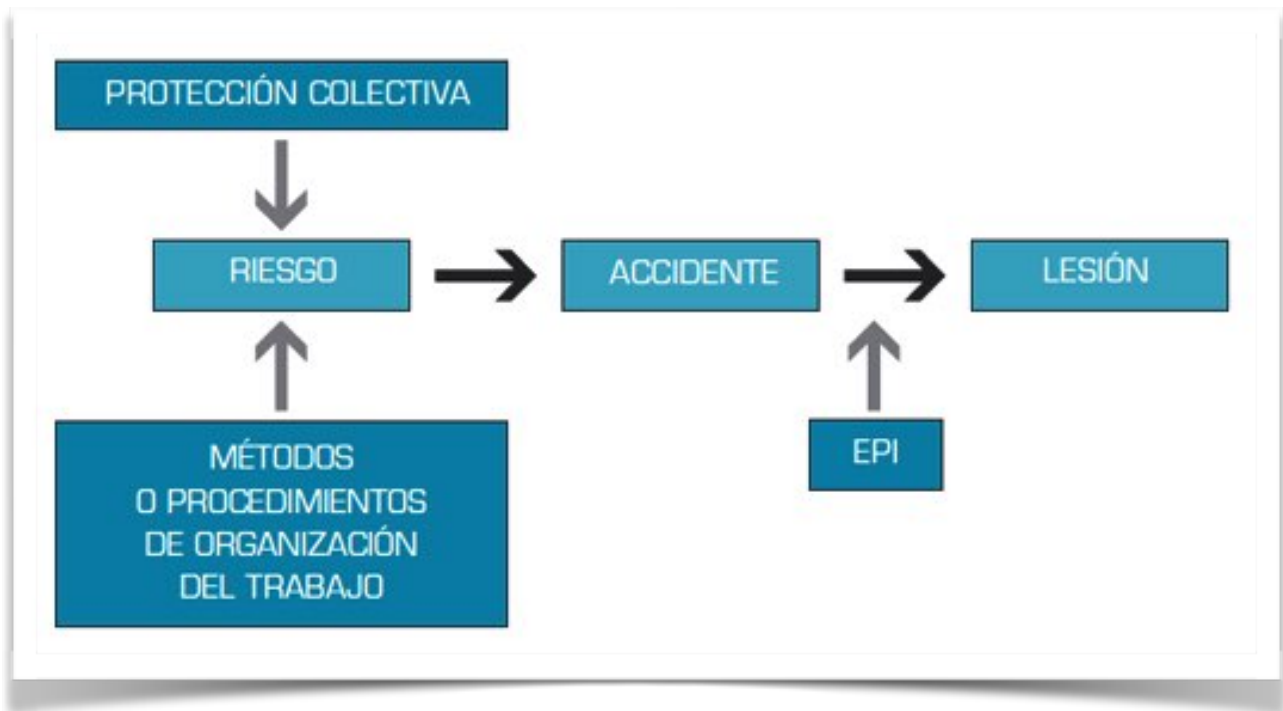 PROTECCIÓN COLECTIVA
RIESGO
ACCIDENTE
LESIÓN
MÉTODOS
O PROCEDIMIENTOS
DE ORGANIZACIÓN
DEL TRABAJO
EPI